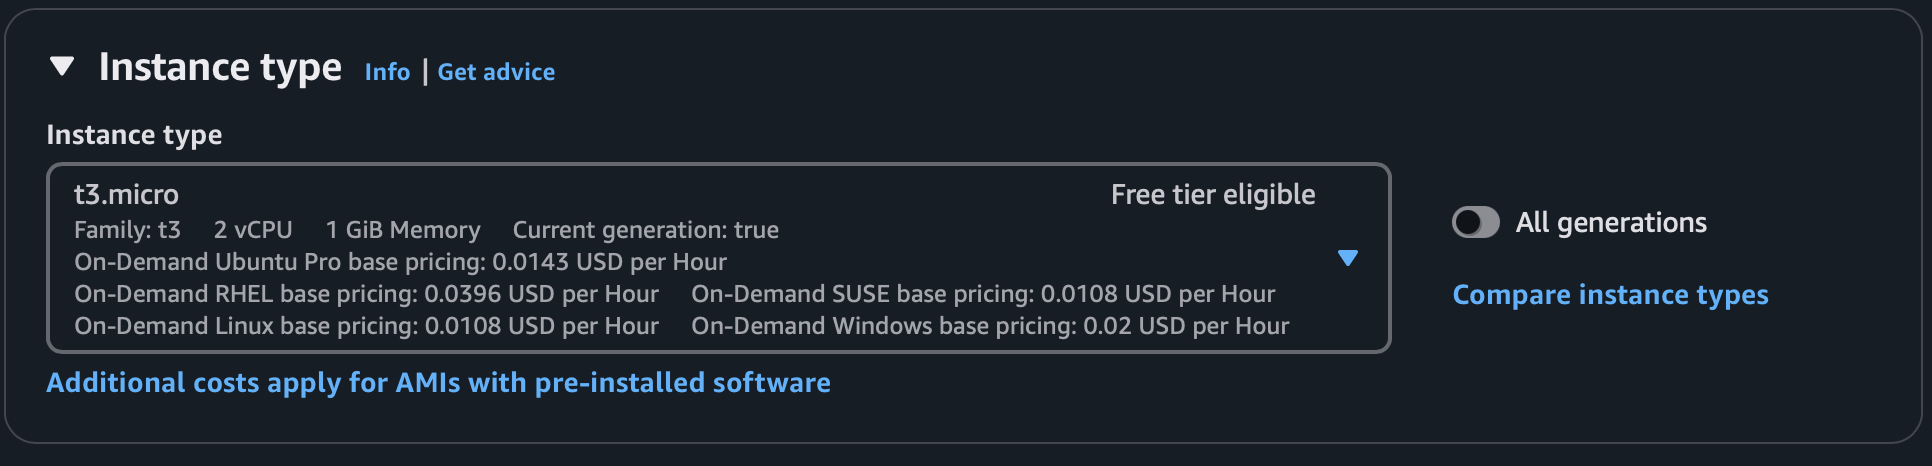 Instance type Info | Get advice
Instance type
t3.micro Free tier eligible
Family: t3 2 vCPU 1 GiB Memory Current generation: true
On-Demand Ubuntu Pro base pricing: 0.0143 USD per Hour
On-Demand RHEL base pricing: 0.0396 USD per Hour On-Demand SUSE base pricing: 0.0108 USD per Hour
On-Demand Linux base pricing: 0.0108 USD per Hour On-Demand Windows base pricing: 0.02 USD per Hour
All generations
Compare instance types
Additional costs apply for AMIs with pre-installed software